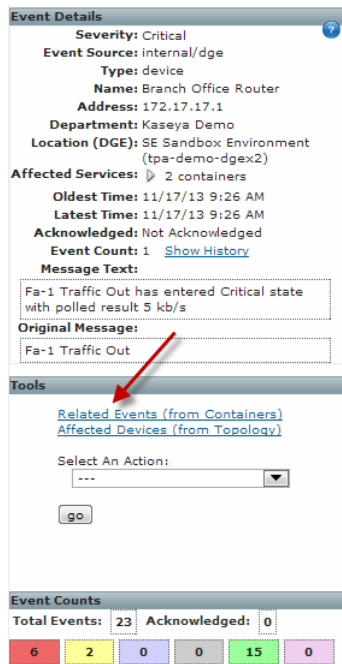 Event Details
?
Severity: Critical
Event Source: internal/dge
Type: device
Name: Branch Office Router
Address: 172.17.17.1
Department: Kaseya Demo
Location (DGE): SE Sandbox Environment
(tpa-demo-dgex2)
Affected Services: 2 containers
Oldest Time: 11/17/13 9:26 AM
Latest Time: 11/17/13 9:26 AM
Acknowledged: Not Acknowledged
Event Count: 1 Show History
Message Text:
Fa-1 Traffic Out has entered Critical state
with polled result 5 kb/s
Original Message:
Fa-1 Traffic Out
Tools
Related Events (from Containers)
Affected Devices (from Topology)
Select An Action:
---
go
Event Counts
Total Events: 23 Acknowledged: 0
6 2 0 0 15 0